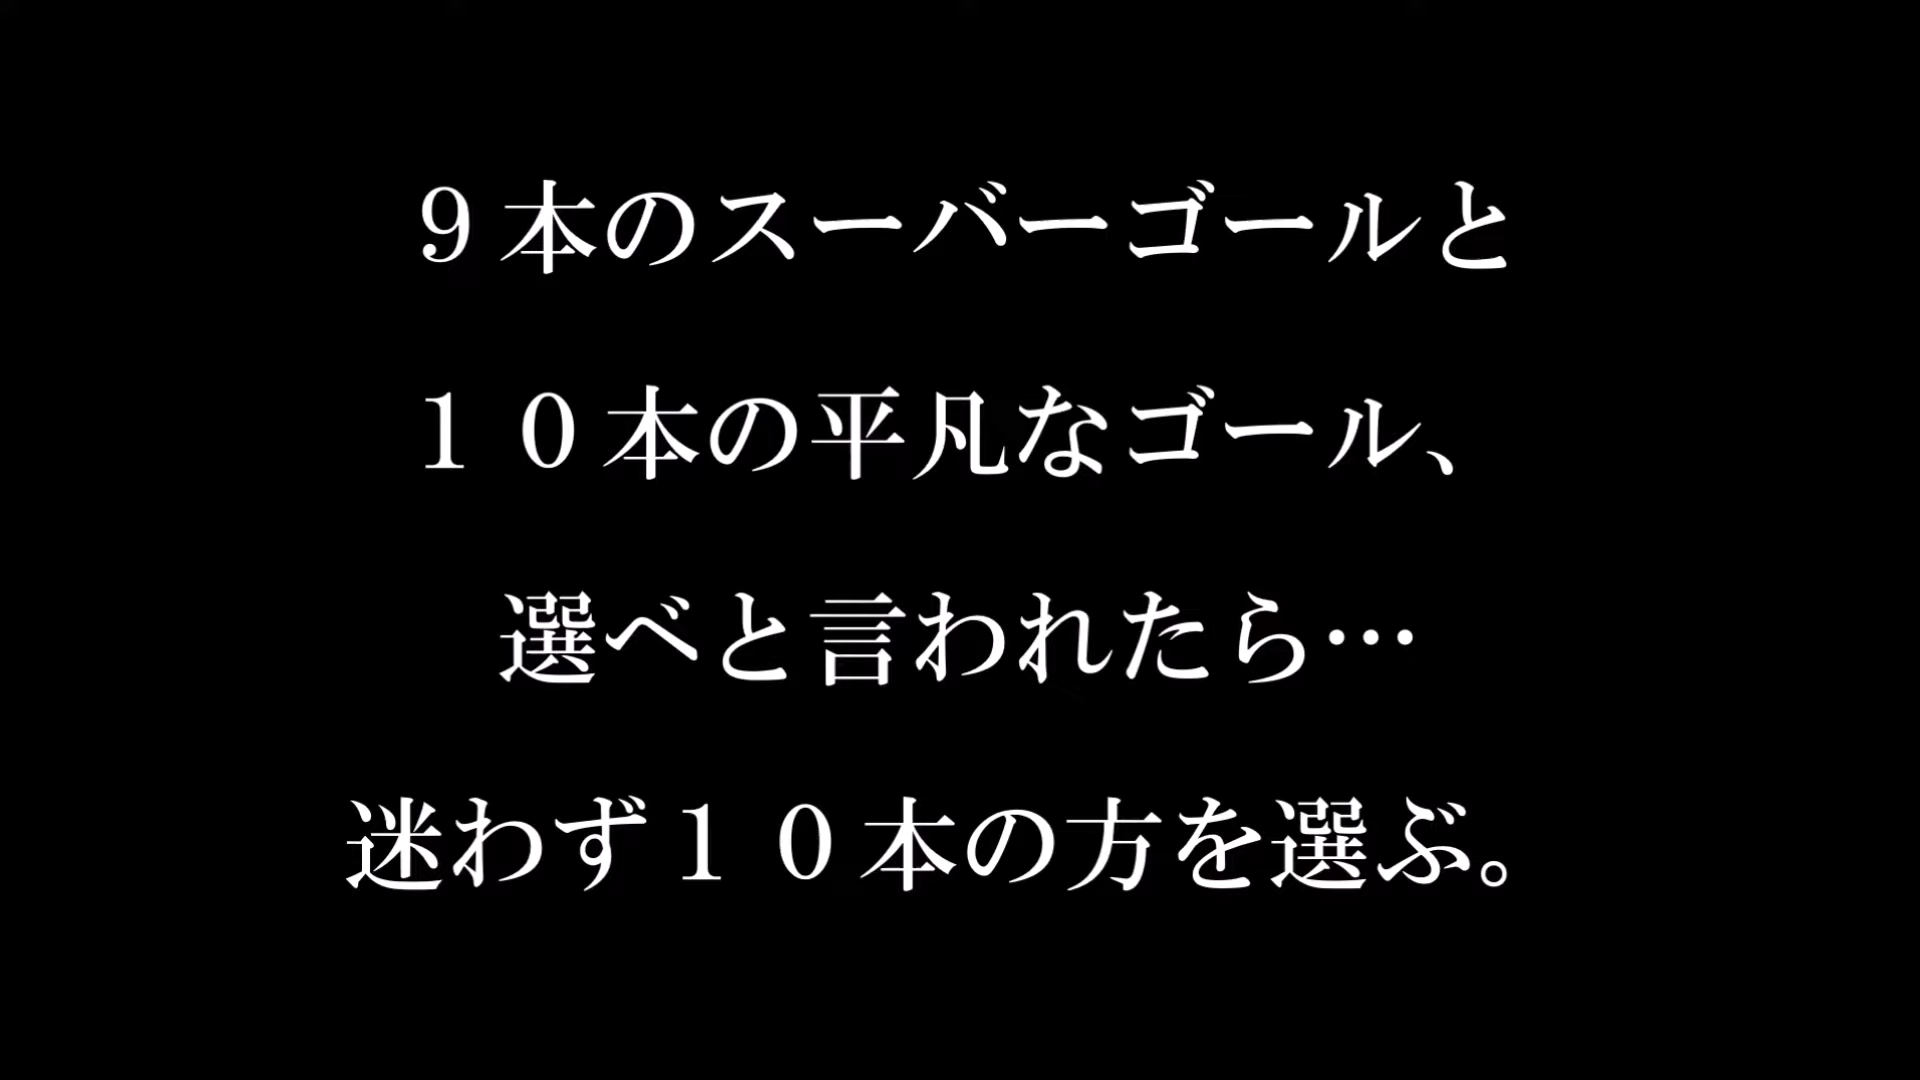 ９本のスーバーゴールと
１０本の平凡なゴール、
選べと言われたら…
迷わず１０本の方を選ぶ。